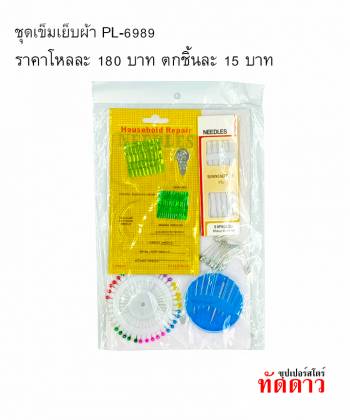 ชุดเข็มเย็บผ้า PL-6989
ราคาโหลละ 180 บาท ตกชิ้นละ 15 บาท
Household Repair
NEEDLES
NEEDLES
ซุปเปอร์สโตร์
ทัดดาว